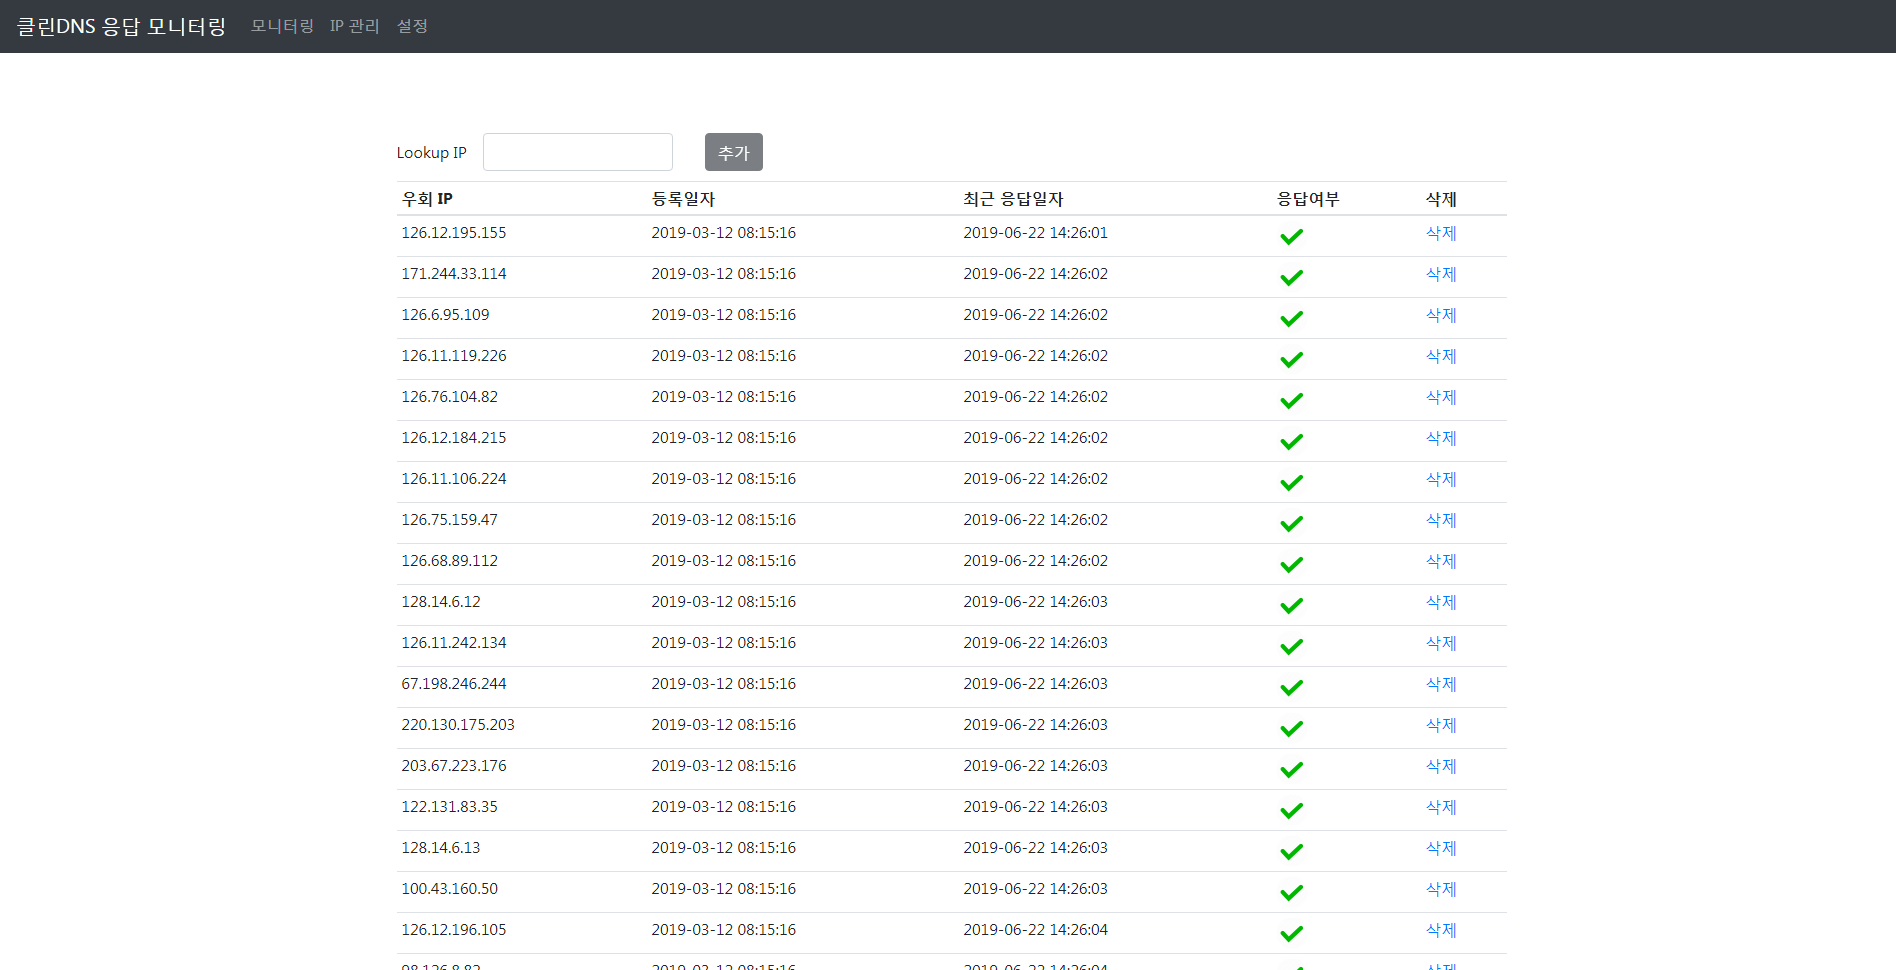 클린DNS 응답 모니터링 모니터링 IP 관리 설정
Lookup IP 추가
우회 IP 등록일자 최근 응답일자 응답여부 삭제
126.12.195.155 2019-03-12 08:15:16 2019-06-22 14:26:01 삭제
171.244.33.114 2019-03-12 08:15:16 2019-06-22 14:26:02 삭제
126.6.95.109 2019-03-12 08:15:16 2019-06-22 14:26:02 삭제
126.11.119.226 2019-03-12 08:15:16 2019-06-22 14:26:02 삭제
126.76.104.82 2019-03-12 08:15:16 2019-06-22 14:26:02 삭제
126.12.184.215 2019-03-12 08:15:16 2019-06-22 14:26:02 삭제
126.11.106.224 2019-03-12 08:15:16 2019-06-22 14:26:02 삭제
126.75.159.47 2019-03-12 08:15:16 2019-06-22 14:26:02 삭제
126.68.89.112 2019-03-12 08:15:16 2019-06-22 14:26:02 삭제
128.14.6.12 2019-03-12 08:15:16 2019-06-22 14:26:03 삭제
126.11.242.134 2019-03-12 08:15:16 2019-06-22 14:26:03 삭제
67.198.246.244 2019-03-12 08:15:16 2019-06-22 14:26:03 삭제
220.130.175.203 2019-03-12 08:15:16 2019-06-22 14:26:03 삭제
203.67.223.176 2019-03-12 08:15:16 2019-06-22 14:26:03 삭제
122.131.83.35 2019-03-12 08:15:16 2019-06-22 14:26:03 삭제
128.14.6.13 2019-03-12 08:15:16 2019-06-22 14:26:03 삭제
100.43.160.50 2019-03-12 08:15:16 2019-06-22 14:26:03 삭제
126.12.196.105 2019-03-12 08:15:16 2019-06-22 14:26:04 삭제